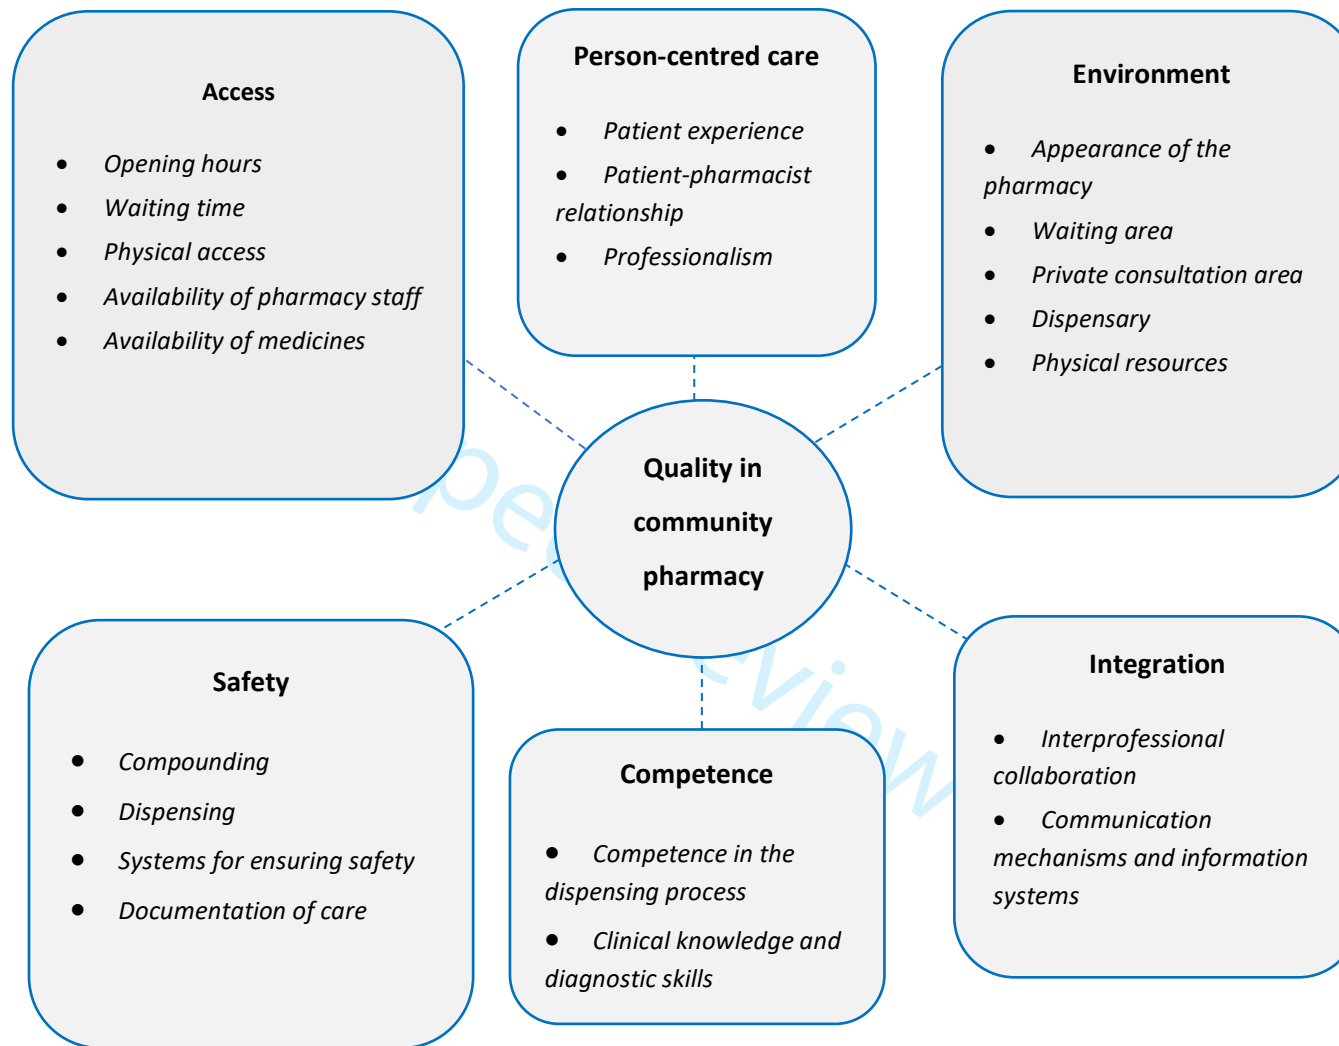 Access
• Opening hours
• Waiting time
• Physical access
• Availability of pharmacy staff
• Availability of medicines
Person-centred care
• Patient experience
• Patient-pharmacist
relationship
• Professionalism
Environment
• Appearance of the
pharmacy
• Waiting area
• Private consultation area
• Dispensary
• Physical resources
Quality in
community
pharmacy
Safety
• Compounding
• Dispensing
• Systems for ensuring safety
• Documentation of care
Competence
• Competence in the
dispensing process
• Clinical knowledge and
diagnostic skills
Integration
• Interprofessional
collaboration
• Communication
mechanisms and information
systems